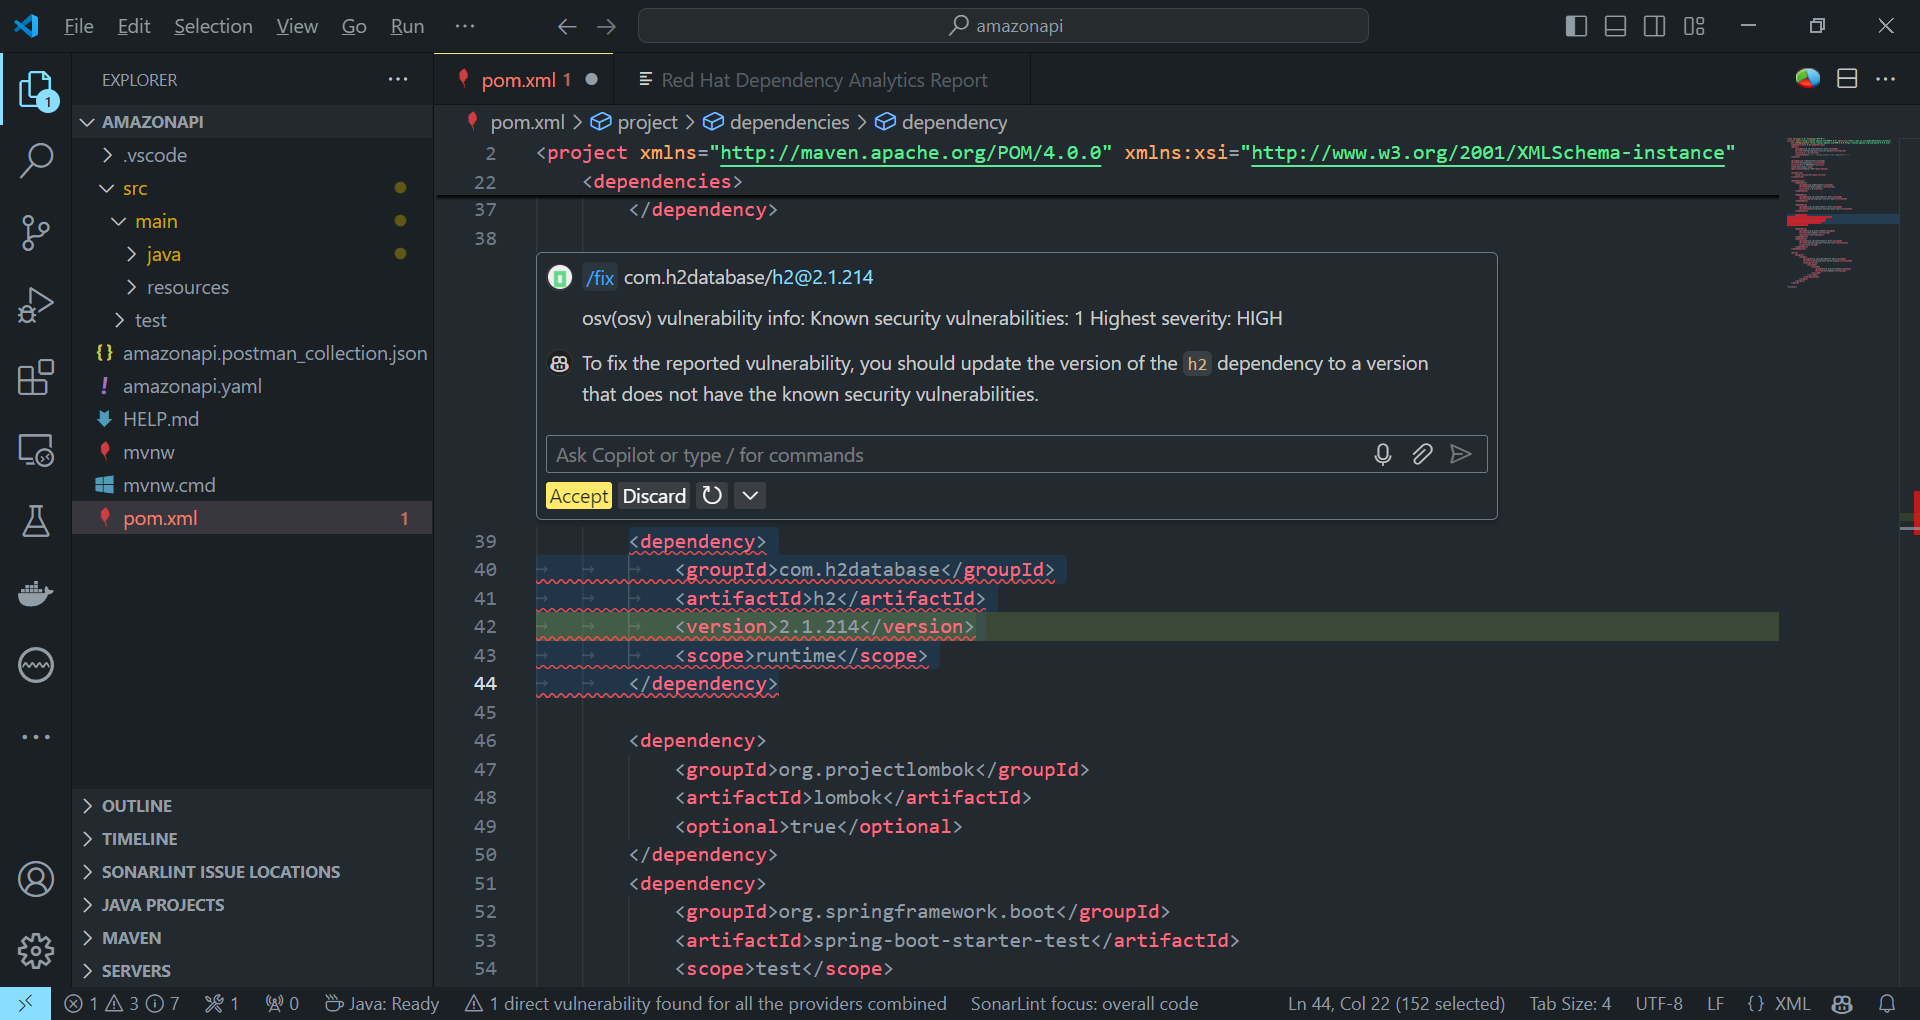 File Edit Selection View Go Run ··· amazonapi
EXPLORER ···
AMAZONAPI
.vscode
src
main
java
resources
test
{} amazonapi.postman_collection.json
! amazonapi.yaml
HELP.md
mvnw
mvnw.cmd
pom.xml 1
OUTLINE
TIMELINE
SONARLINT ISSUE LOCATIONS
JAVA PROJECTS
MAVEN
SERVERS
1
pom.xml 1 ● Red Hat Dependency Analytics Report
pom.xml > project > dependencies > dependency
2 <project xmlns="http://maven.apache.org/POM/4.0.0" xmlns:xsi="http://www.w3.org/2001/XMLSchema-instance"
22 <dependencies>
37 </dependency>
38
/fix com.h2database/h2@2.1.214
osv(osv) vulnerability info: Known security vulnerabilities: 1 Highest severity: HIGH
To fix the reported vulnerability, you should update the version of the h2 dependency to a version
that does not have the known security vulnerabilities.
Ask Copilot or type / for commands
Accept Discard
39 <dependency>
40 <groupId>com.h2database</groupId>
41 <artifactId>h2</artifactId>
42 <version>2.1.214</version>
43 <scope>runtime</scope>
44 </dependency>
45
46 <dependency>
47 <groupId>org.projectlombok</groupId>
48 <artifactId>lombok</artifactId>
49 <optional>true</optional>
50 </dependency>
51 <dependency>
52 <groupId>org.springframework.boot</groupId>
53 <artifactId>spring-boot-starter-test</artifactId>
54 <scope>test</scope>
1 3 7 1 0 Java: Ready 1 direct vulnerability found for all the providers combined SonarLint focus: overall code Ln 44, Col 22 (152 selected) Tab Size: 4 UTF-8 LF {} XML